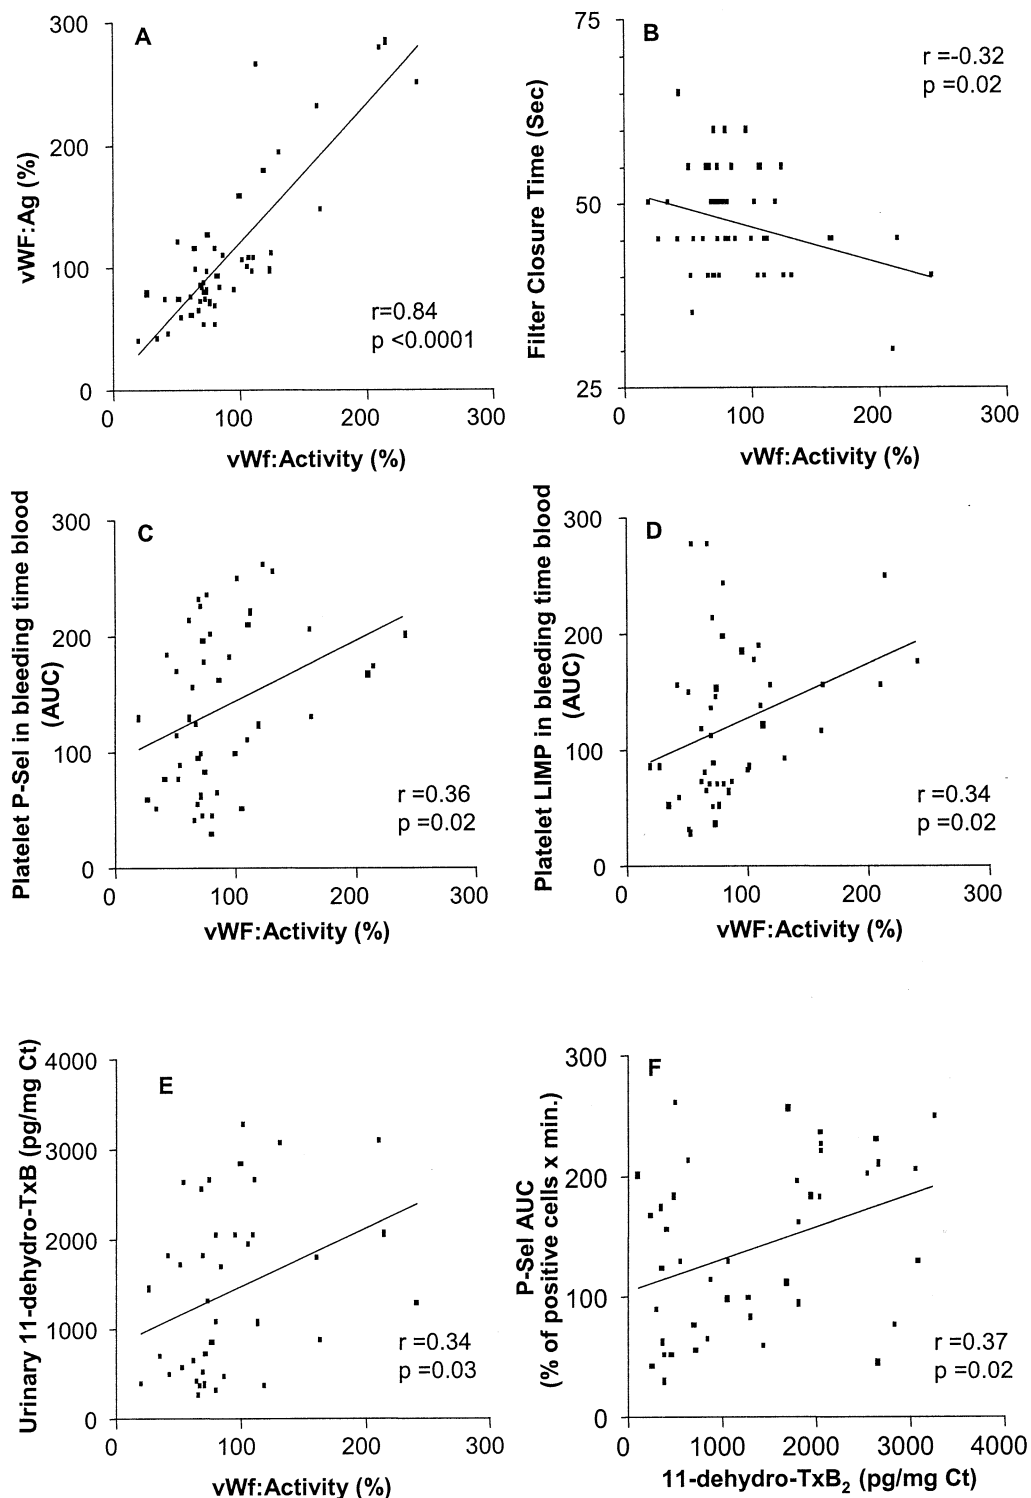 A
300
200
100
0
vWF:Ag (%)
r=0.84
p <0.0001
0 100 200 300
vWf:Activity (%)
B
75
50
25
Filter Closure Time (Sec)
r =-0.32
p =0.02
0 100 200 300
vWf:Activity (%)
C
300
200
100
0
Platelet P-Sel in bleeding time blood
(AUC)
r =0.36
p =0.02
0 100 200 300
vWF:Activity (%)
D
300
200
100
0
Platelet LIMP in bleeding time blood
(AUC)
r =0.34
p =0.02
0 100 200 300
vWF:Activity (%)
E
4000
3000
2000
1000
0
Urinary 11-dehydro-TxB (pg/mg Ct)
r =0.34
p =0.03
0 100 200 300
vWf:Activity (%)
F
300
200
100
0
P-Sel AUC
(% of positive cells x min.)
r =0.37
p =0.02
0 1000 2000 3000 4000
11-dehydro-TxB₂ (pg/mg Ct)